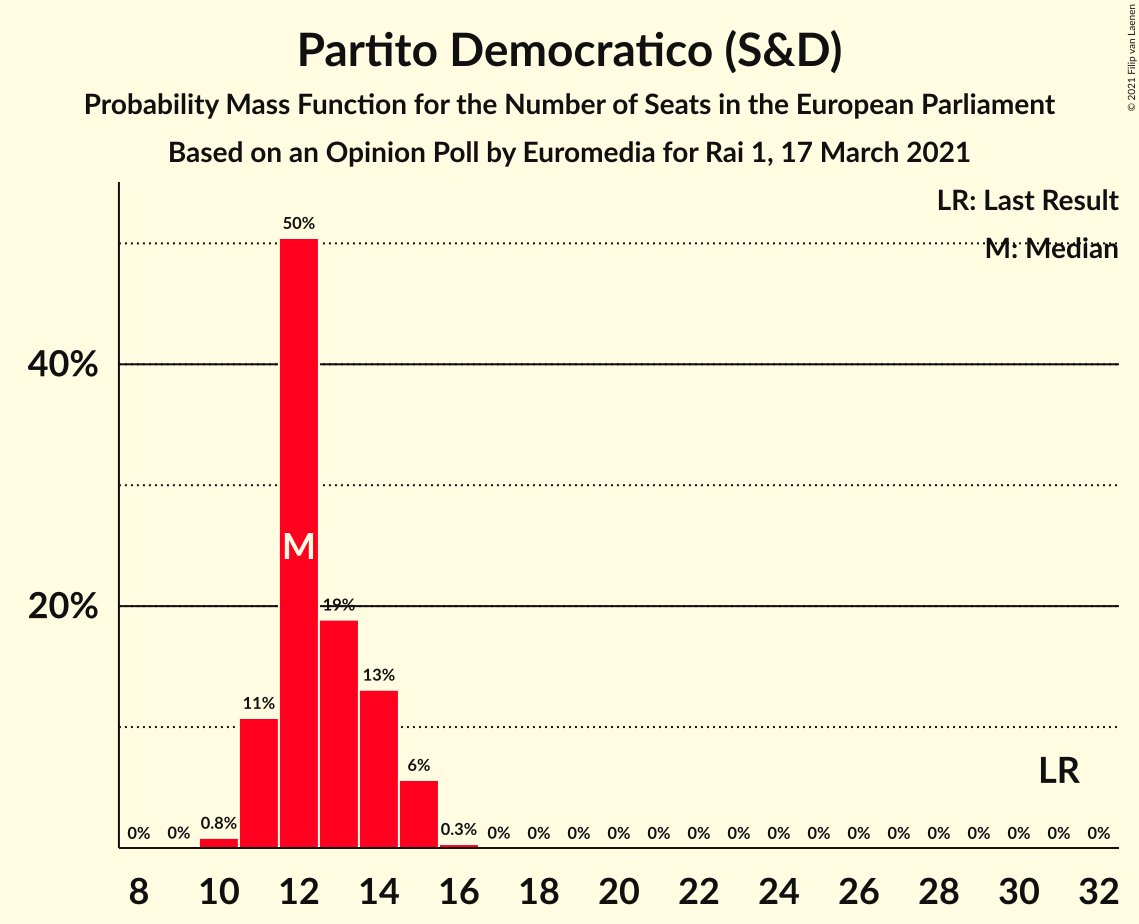 Partito Democratico (S&D)
Probability Mass Function for the Number of Seats in the European Parliament
Based on an Opinion Poll by Euromedia for Rai 1, 17 March 2021
© 2021 Filip van Laenen
LR: Last Result
M: Median
50%
40%
M
20%
19%
13%
11%
LR
6%
0% 0% 0.8% 0.3% 0% 0% 0% 0% 0% 0% 0% 0% 0% 0% 0% 0% 0% 0% 0% 0%
8 10 12 14 16 18 20 22 24 26 28 30 32